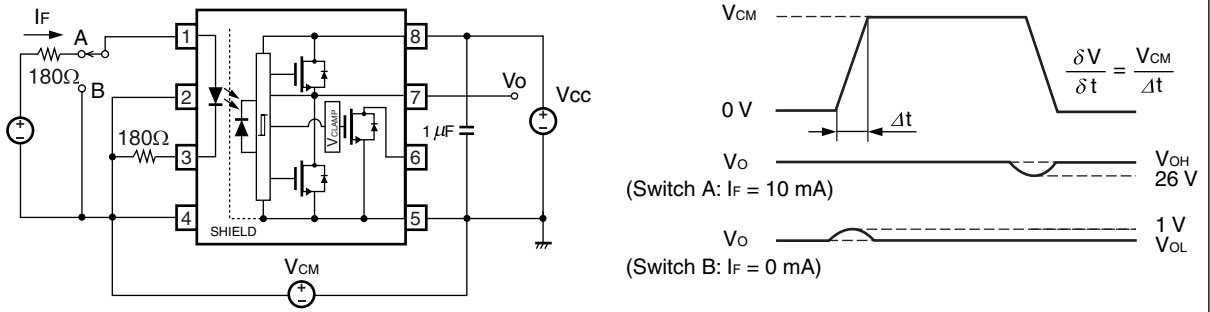 IF
A
180Ω
B
180Ω
1
2
3
4
SHIELD
VCLAMP
8
7
6
5
Vo
1 μF
VCC
VCM
VCM
0 V
Δt
δV/δt = VCM/Δt
VO
(Switch A: IF = 10 mA)
VOH
26 V
VO
(Switch B: IF = 0 mA)
1 V
VOL